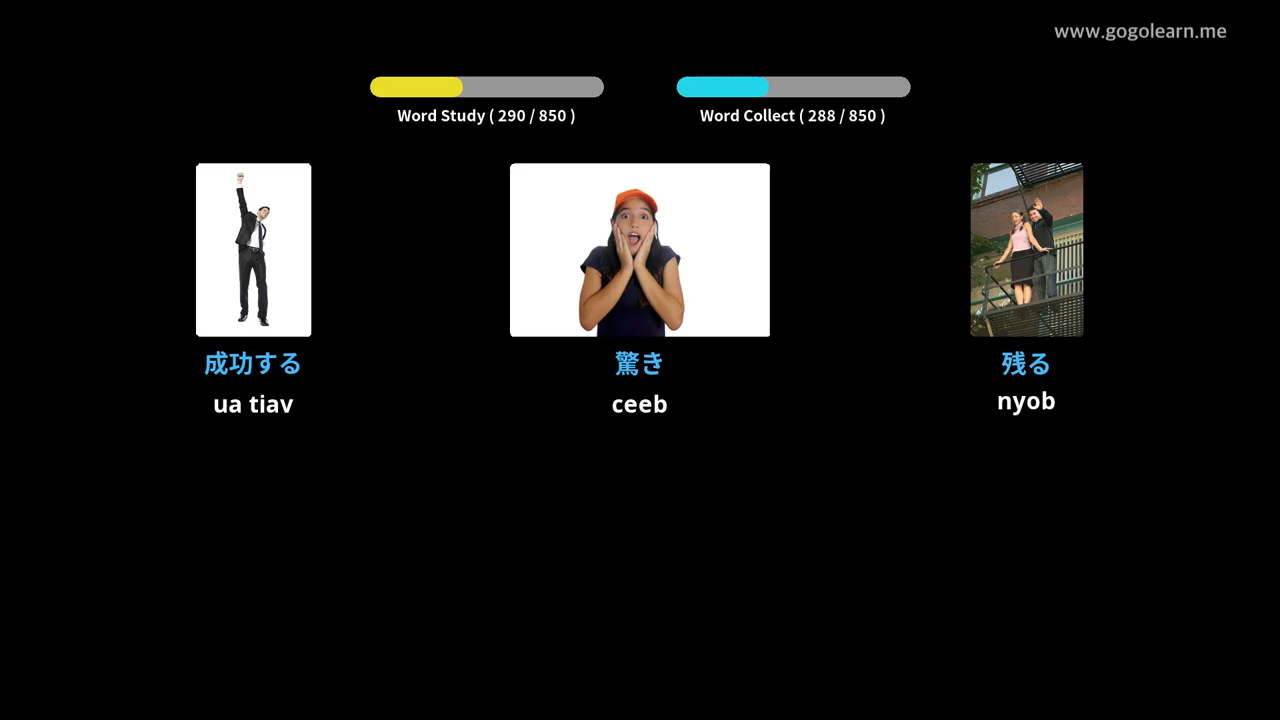 www.gogolearn.me
Word Study ( 290 / 850 )
Word Collect ( 288 / 850 )
成功する
驚き
残る
ua tiav
ceeb
nyob